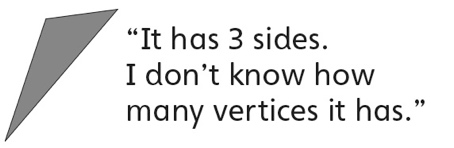 “It has 3 sides.
I don’t know how
many vertices it has.”